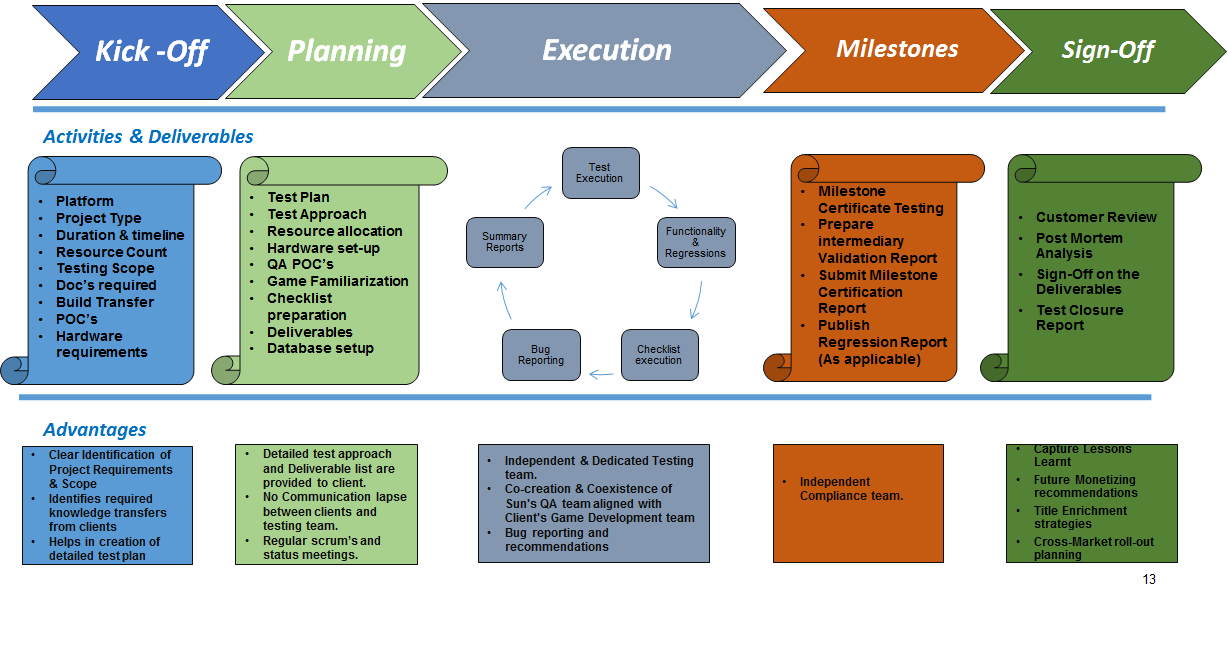 Kick -Off
Planning
Execution
Milestones
Sign-Off
Activities & Deliverables
• Platform
• Project Type
• Duration & timeline
• Resource Count
• Testing Scope
• Doc's required
• Build Transfer
• POC's
• Hardware
requirements
• Test Plan
• Test Approach
• Resource allocation
• Hardware set-up
• QA POC's
• Game Familiarization
• Checklist
preparation
• Deliverables
• Database setup
Test
Execution
Functionality
&
Regressions
Checklist
execution
Bug
Reporting
Summary
Reports
• Milestone
Certificate Testing
• Prepare
intermediary
Validation Report
• Submit Milestone
Certification
Report
• Publish
Regression Report
(As applicable)
• Customer Review
• Post Mortem
Analysis
• Sign-Off on the
Deliverables
• Test Closure
Report
Advantages
• Clear Identification of
Project Requirements
& Scope
• Identifies required
knowledge transfers
from clients
• Helps in creation of
detailed test plan
• Detailed test approach
and Deliverable list are
provided to client.
• No Communication lapse
between clients and
testing team.
• Regular scrum's and
status meetings.
• Independent & Dedicated Testing
team.
• Co-creation & Coexistence of
Sun's QA team aligned with
Client's Game Development team
• Bug reporting and
recommendations
• Independent
Compliance team.
• Capture Lessons
Learnt
• Future Monetizing
recommendations
• Title Enrichment
strategies
• Cross-Market roll-out
planning
13